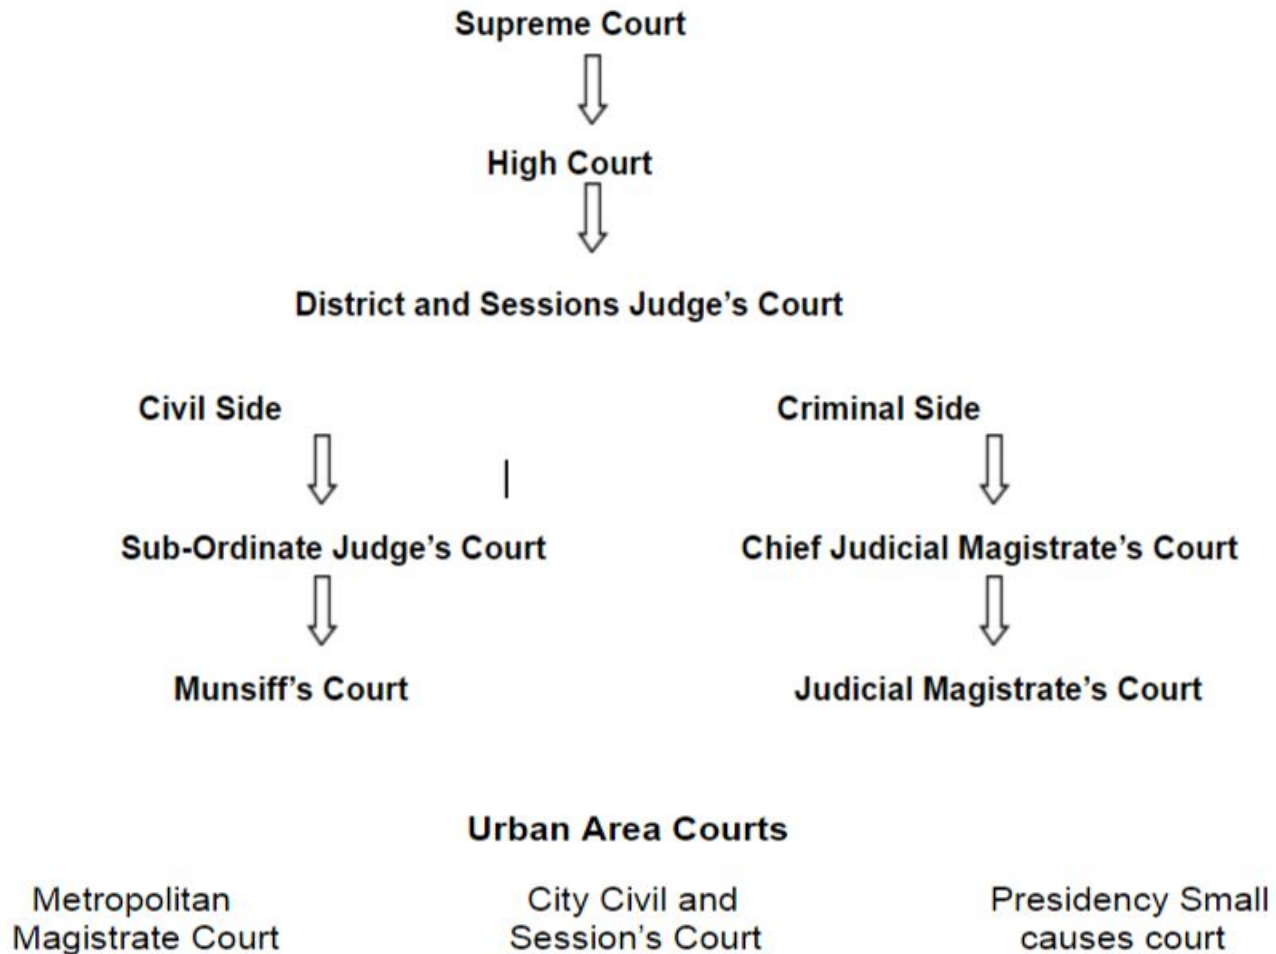 Supreme Court
High Court
District and Sessions Judge's Court
Civil Side
Criminal Side
Sub-Ordinate Judge's Court
Chief Judicial Magistrate's Court
Munsiff's Court
Judicial Magistrate's Court
Urban Area Courts
Metropolitan
Magistrate Court
City Civil and
Session's Court
Presidency Small
causes court